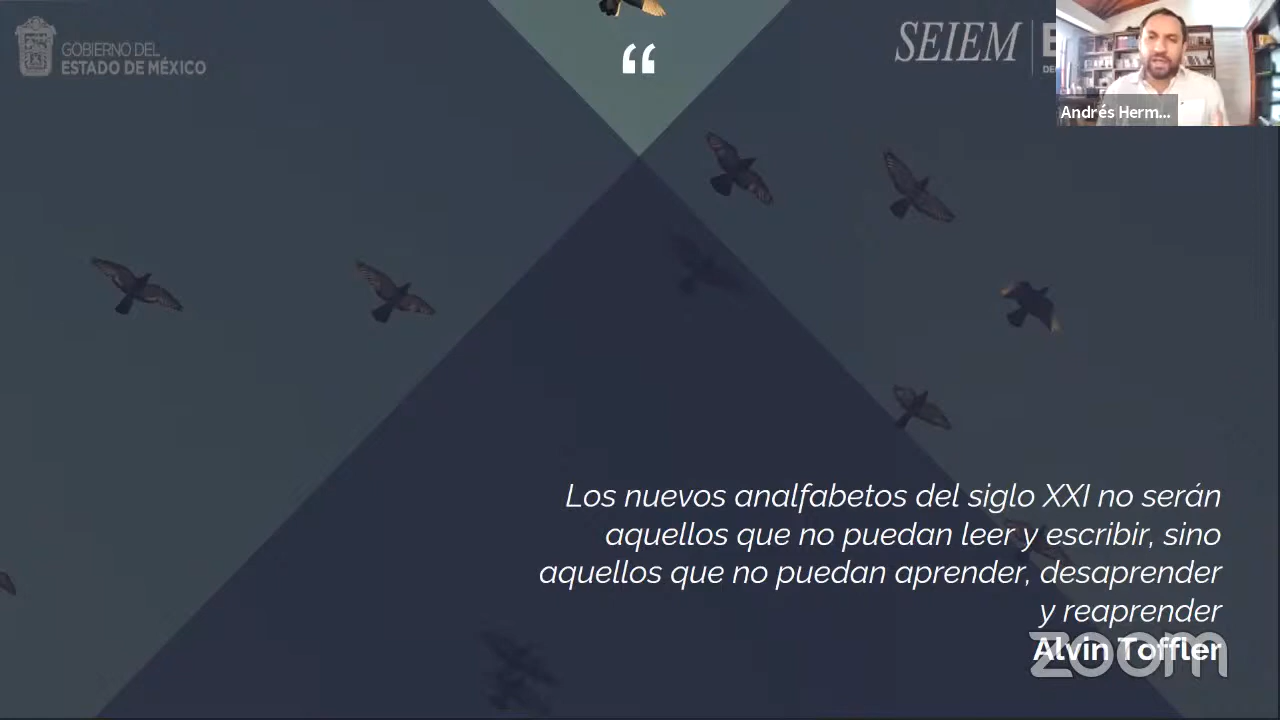 GOBIERNO DEL
ESTADO DE MÉXICO
SEIEM
“
Andrés Herm...
Los nuevos analfabetos del siglo XXI no serán
aquellos que no puedan leer y escribir, sino
aquellos que no puedan aprender, desaprender
y reaprender
Alvin Toffler
zoom